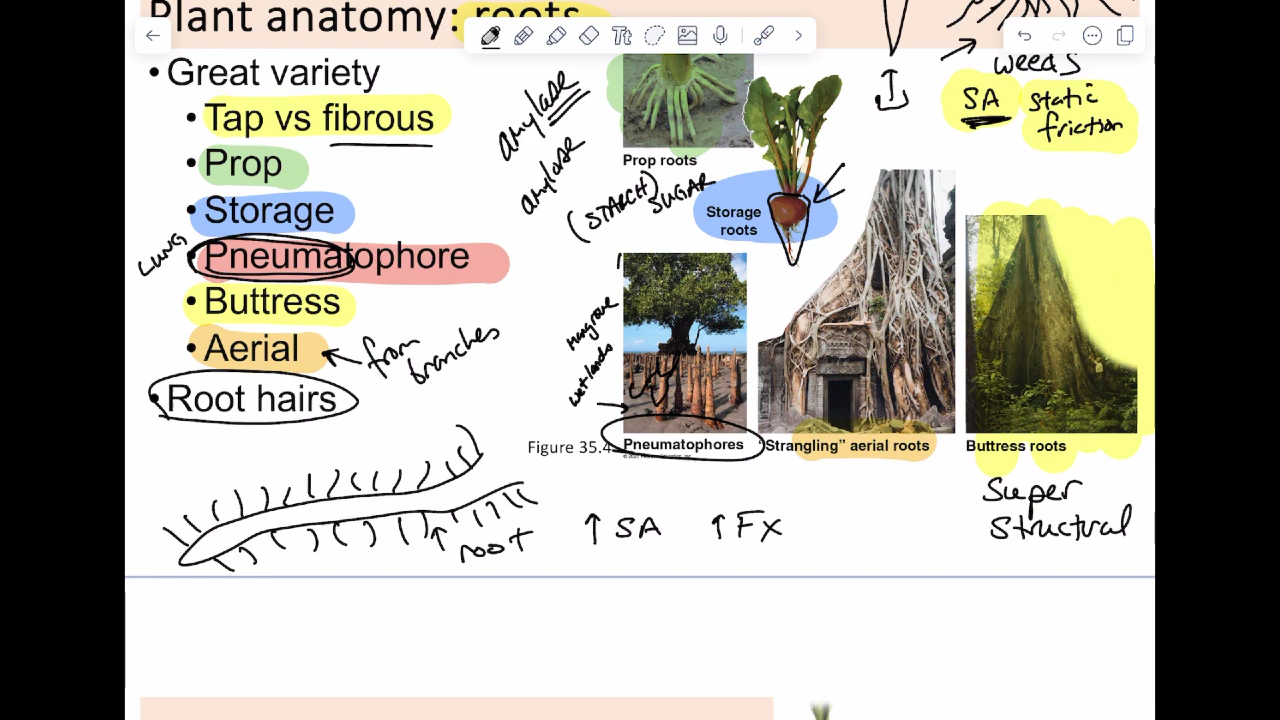 Plant anatomy: roots
• Great variety
• Tap vs fibrous
• Prop
• Storage
• Pneumatophore
• Buttress
• Aerial
• Root hairs
LUNG
from
branches
amylase
amylose
(STARCH)
SUGAR
Tt
weeds
SA
static
friction
Prop roots
Storage
roots
mangrove
wetlands
Figure 35.4
Pneumatophores
"Strangling" aerial roots
Buttress roots
root
↑ SA
↑ FX
Super
Structural